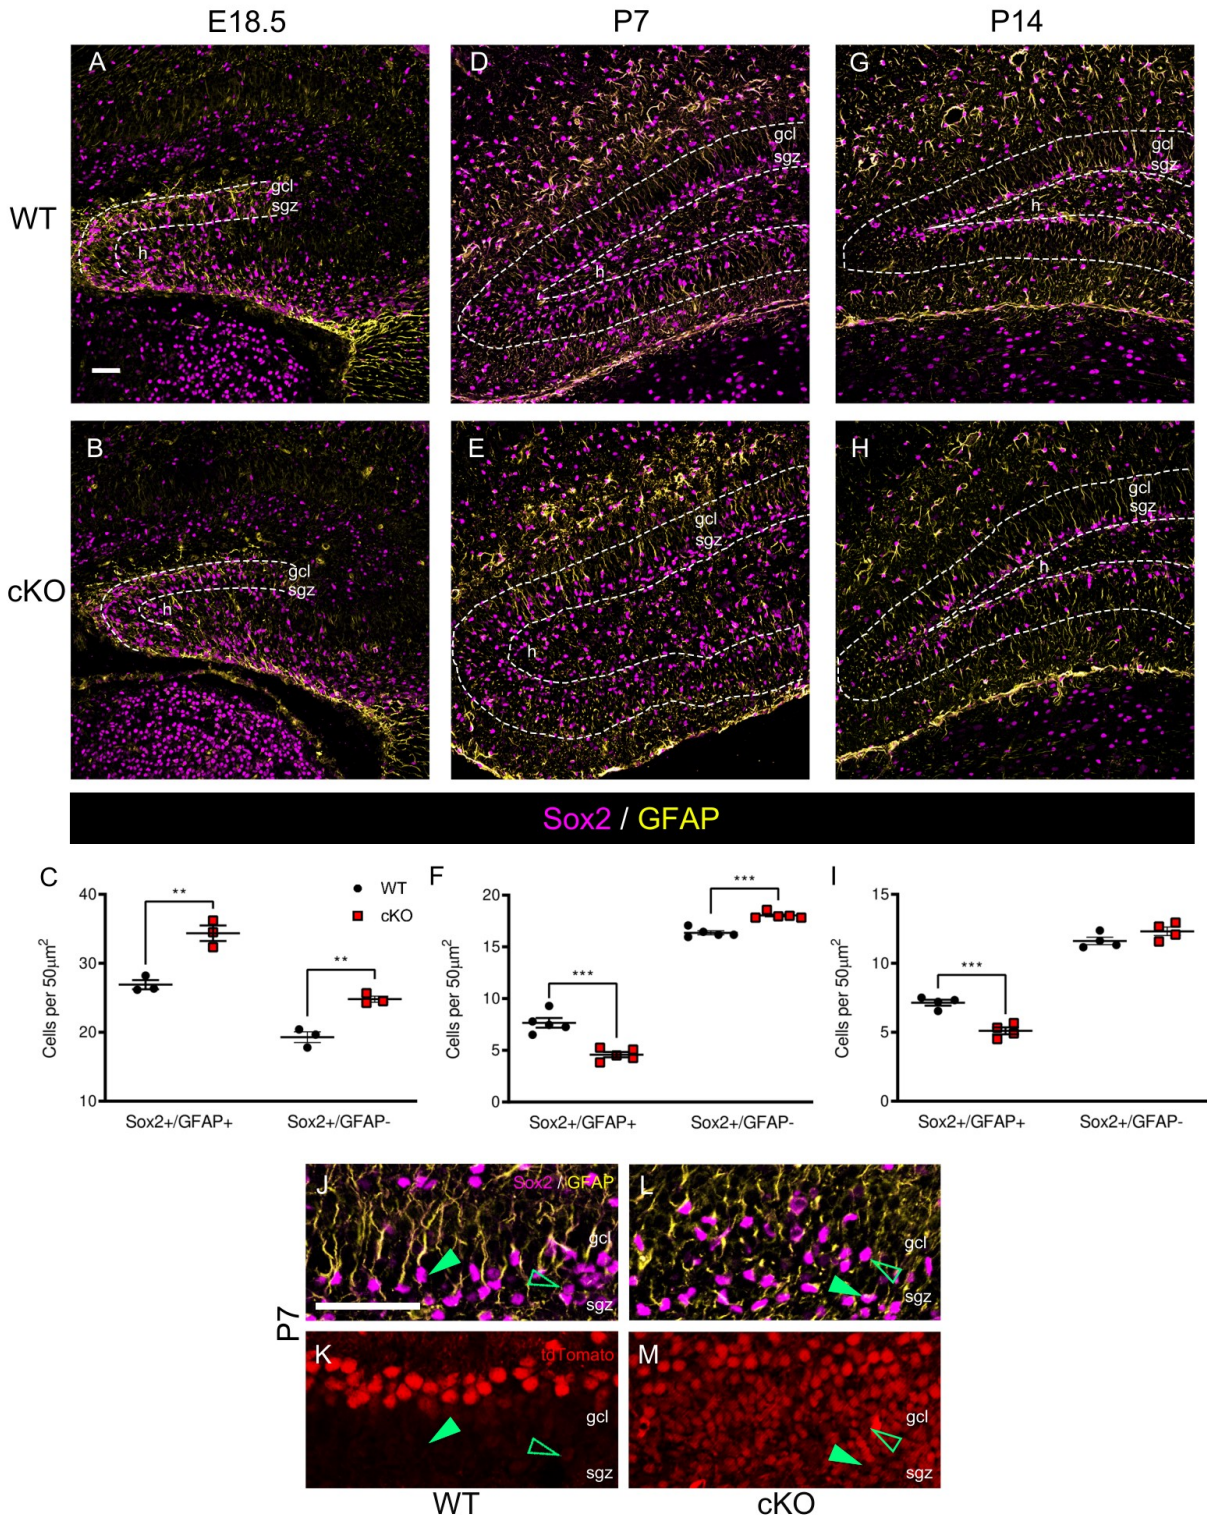 E18.5 P7 P14
WT
A
gcl
sgz
h
D
gcl
sgz
h
G
gcl
sgz
h
cKO
B
gcl
sgz
h
E
gcl
sgz
h
H
gcl
sgz
h
Sox2 / GFAP
C
Cells per 50μm²
40
30
20
10
**
**
WT
cKO
Sox2+/GFAP+ Sox2+/GFAP-
F
Cells per 50μm²
20
15
10
5
0
***
***
Sox2+/GFAP+ Sox2+/GFAP-
I
Cells per 50μm²
15
10
5
0
***
Sox2+/GFAP+ Sox2+/GFAP-
P7
J
Sox2 / GFAP
gcl
sgz
L
gcl
sgz
K
tdTomato
gcl
sgz
M
gcl
sgz
WT cKO